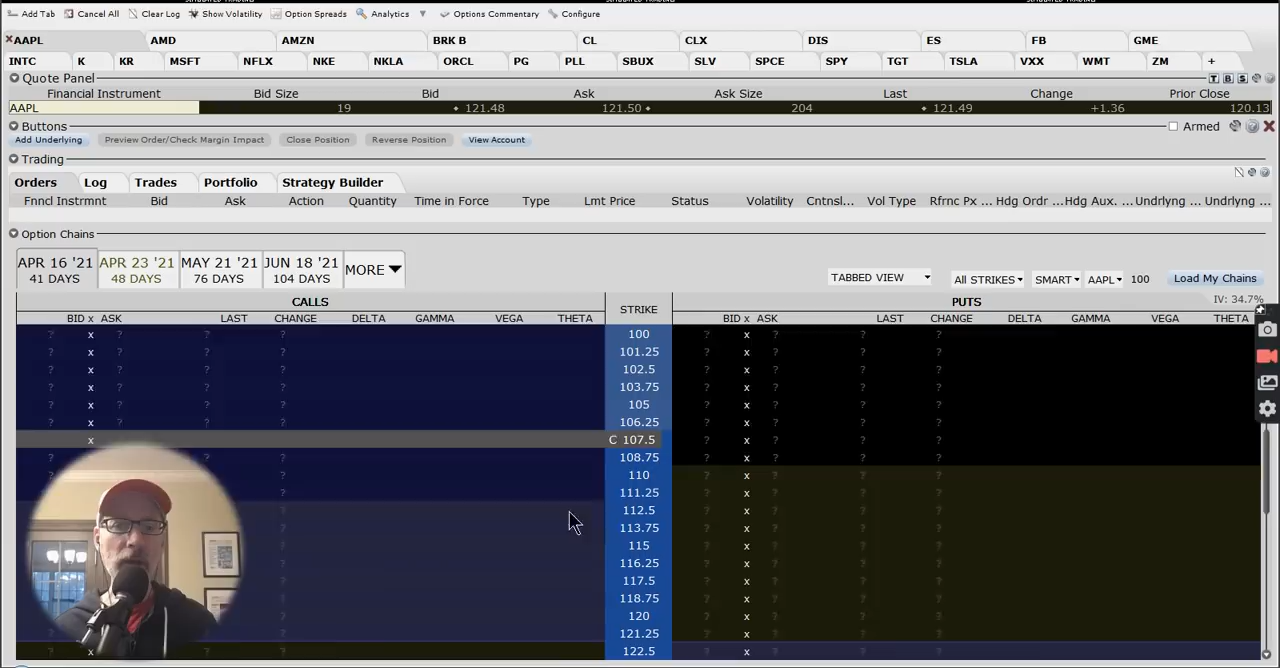 Add Tab Cancel All Clear Log Show Volatility Option Spreads Analytics Options Commentary Configure
AAPL AMD AMZN BRK B CL CLX DIS ES FB GME
INTC K KR MSFT NFLX NKE NKLA ORCL PG PLL SBUX SLV SPCE SPY TGT TSLA VXX WMT ZM +
Quote Panel T B S
Financial Instrument Bid Size Bid Ask Ask Size Last Change Prior Close
AAPL 19 121.48 121.50 204 121.49 +1.36 120.13
Buttons Armed
Add Underlying Preview Order/Check Margin Impact Close Position Reverse Position View Account
Trading
Orders Log Trades Portfolio Strategy Builder
Fnncl Instrmnt Bid Ask Action Quantity Time in Force Type Lmt Price Status Volatility Cntnsl... Vol Type Rfrnc Px ... Hdg Ordr ... Hdg Aux. ... Undrlyng ... Undrlyng ...
Option Chains
APR 16 '21 APR 23 '21 MAY 21 '21 JUN 18 '21 MORE
41 DAYS 48 DAYS 76 DAYS 104 DAYS
TABBED VIEW All STRIKES SMART AAPL 100 Load My Chains
CALLS STRIKE PUTS IV: 34.7%
BID x ASK LAST CHANGE DELTA GAMMA VEGA THETA BID x ASK LAST CHANGE DELTA GAMMA VEGA THETA
? x ? ? ? 100 ? x ? ? ?
? x ? ? ? 101.25 ? x ? ? ?
? x ? ? ? 102.5 ? x ? ? ?
? x ? ? ? 103.75 ? x ? ? ?
? x ? ? ? 105 ? x ? ? ?
? x ? ? ? 106.25 ? x ? ? ?
x C 107.5 ? x ? ? ?
? 108.75 ? x ? ? ?
? ? 110 ? x ? ? ?
? 111.25 ? x ? ? ?
? 112.5 ? x ? ? ?
? 113.75 ? x ? ? ?
? 115 ? x ? ? ?
? 116.25 ? x ? ? ?
? 117.5 ? x ? ? ?
? 118.75 ? x ? ? ?
? 120 ? x ? ? ?
? 121.25 ? x ? ? ?
? x ? 122.5 ? x ? ? ?